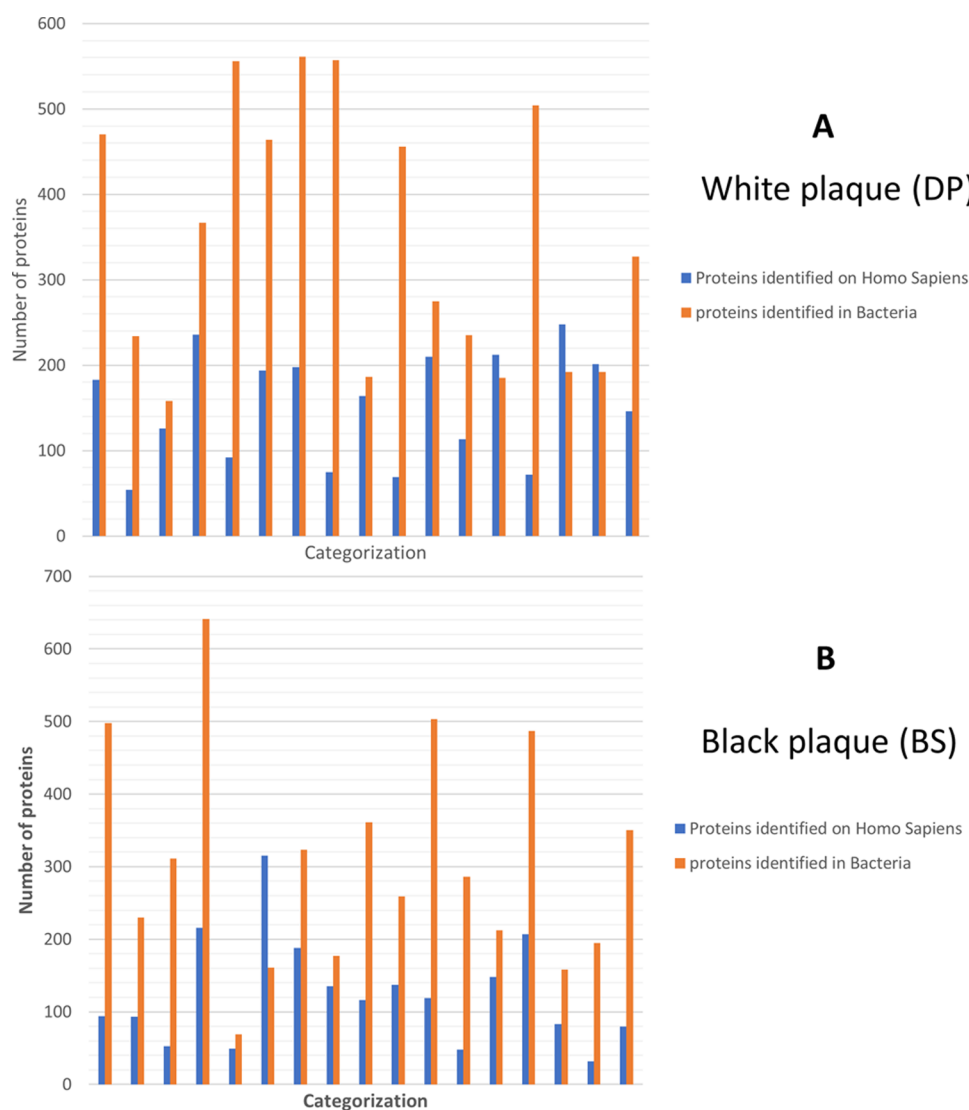 600
500
400
300
200
100
0
Number of proteins
Categorization
A
White plaque (DP)
Proteins identified on Homo Sapiens
proteins identified in Bacteria
700
600
500
400
300
200
100
0
Number of proteins
Categorization
B
Black plaque (BS)
Proteins identified on Homo Sapiens
proteins identified in Bacteria